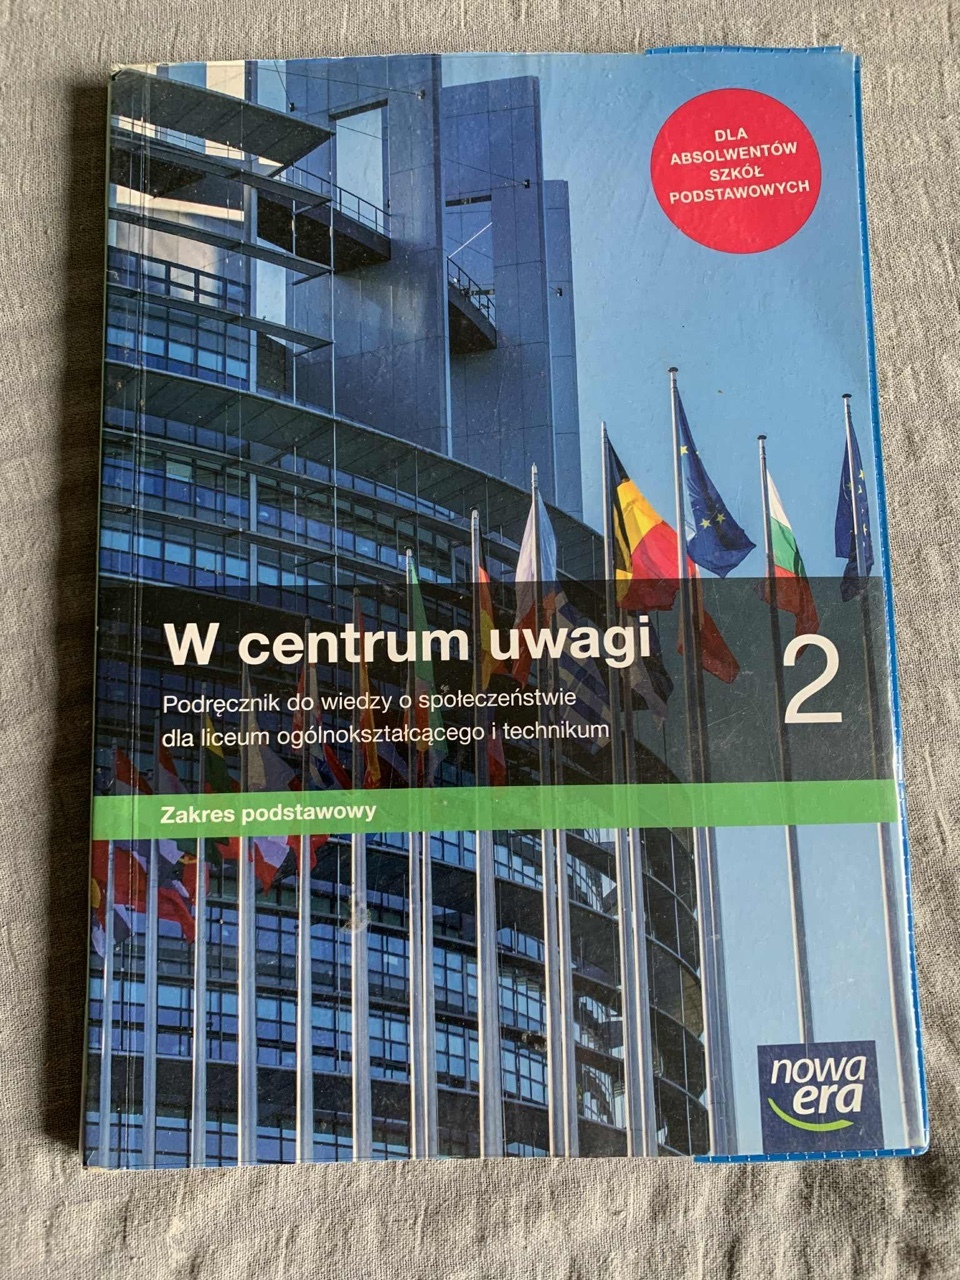 DLA
ABSOLWENTÓW
SZKÓŁ
PODSTAWOWYCH
W centrum uwagi
2
Podręcznik do wiedzy o społeczeństwie
dla liceum ogólnokształcącego i technikum
Zakres podstawowy
nowa
era